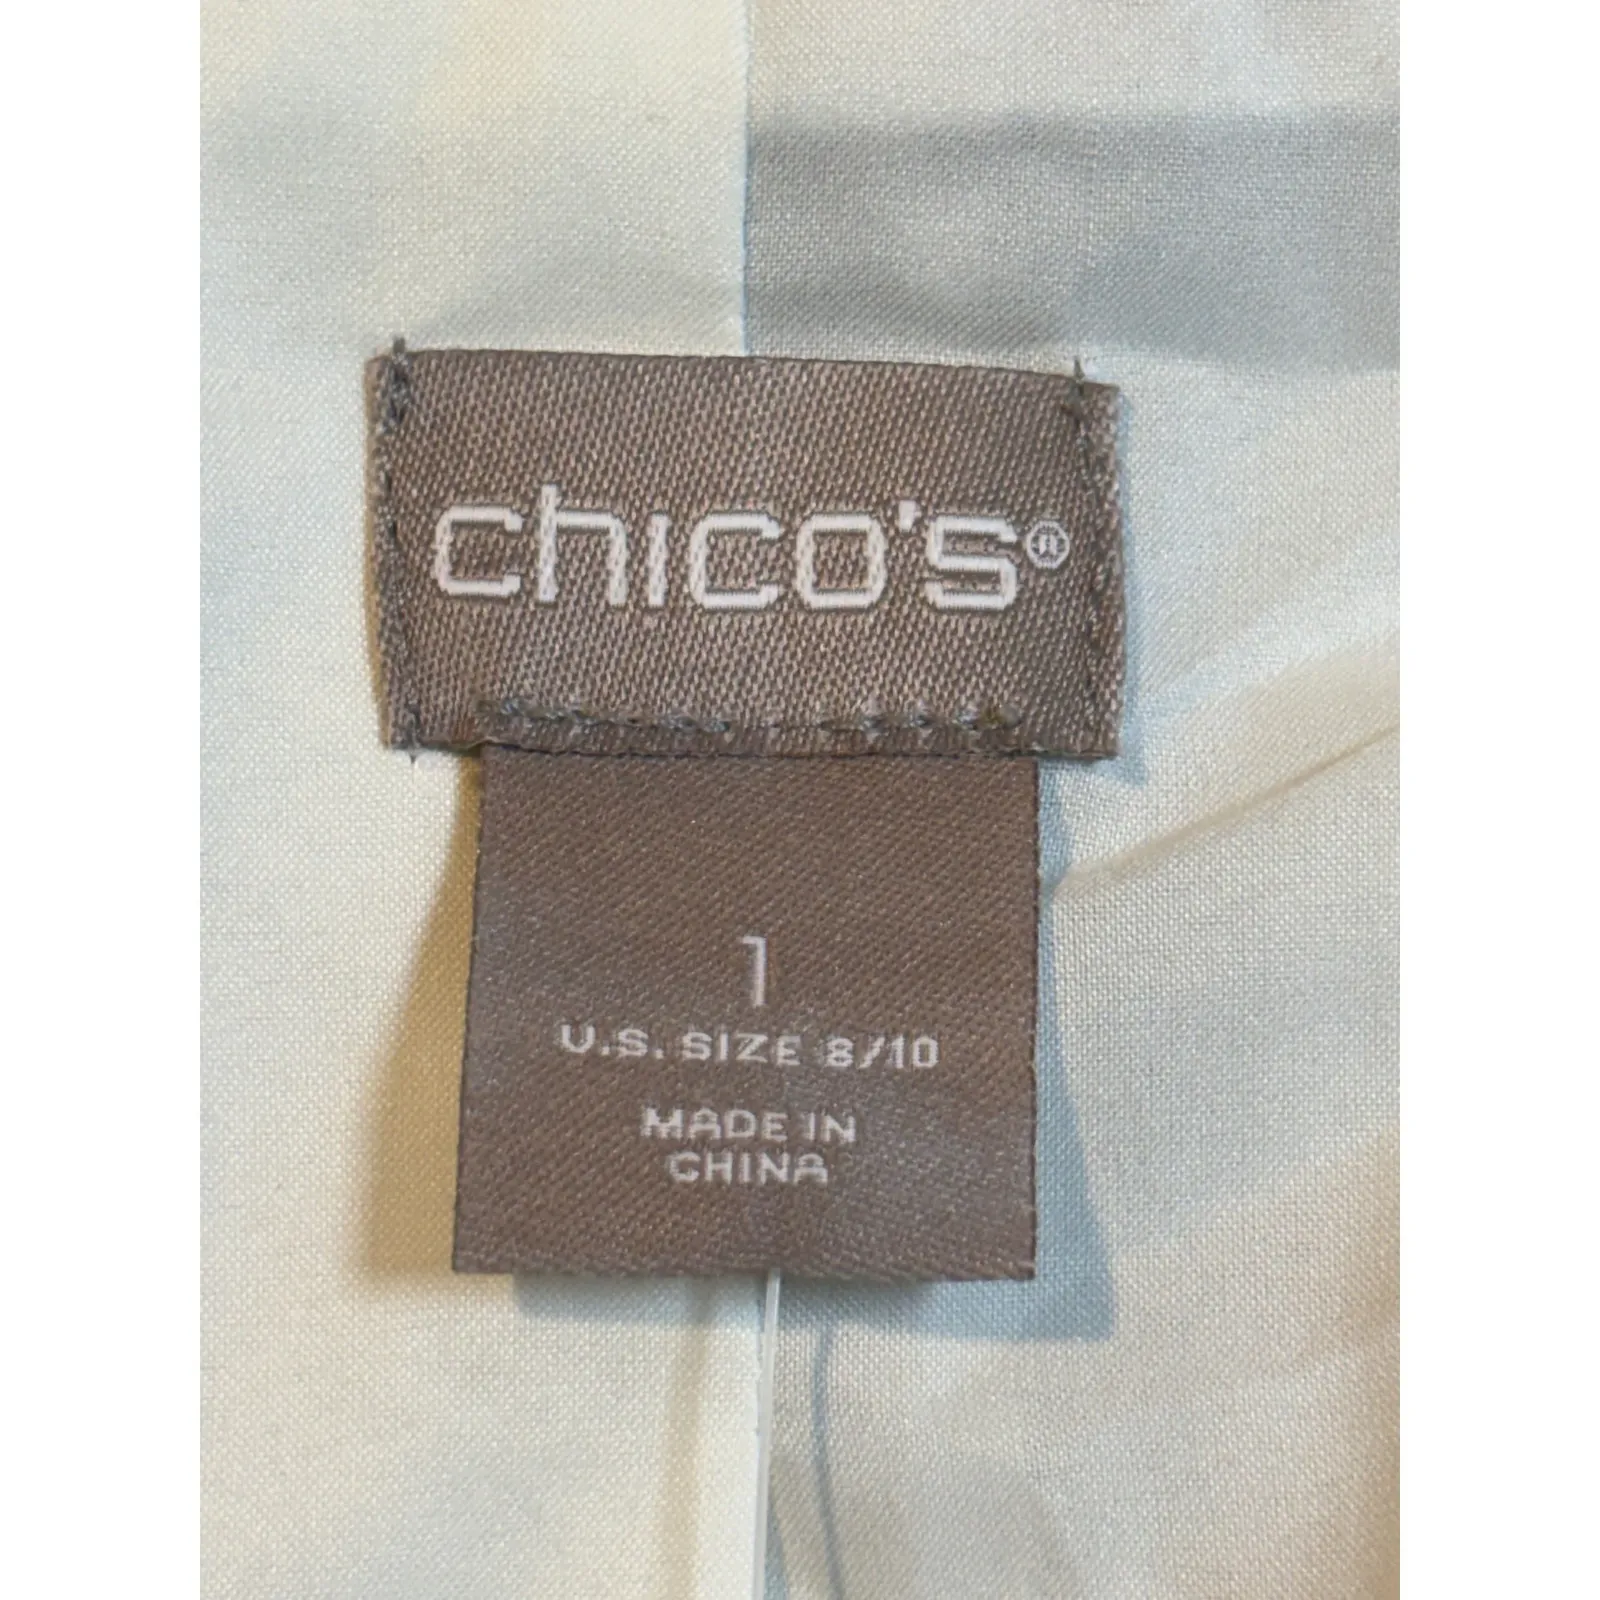 chico's®
1
U.S. SIZE 8/10
MADE IN
CHINA